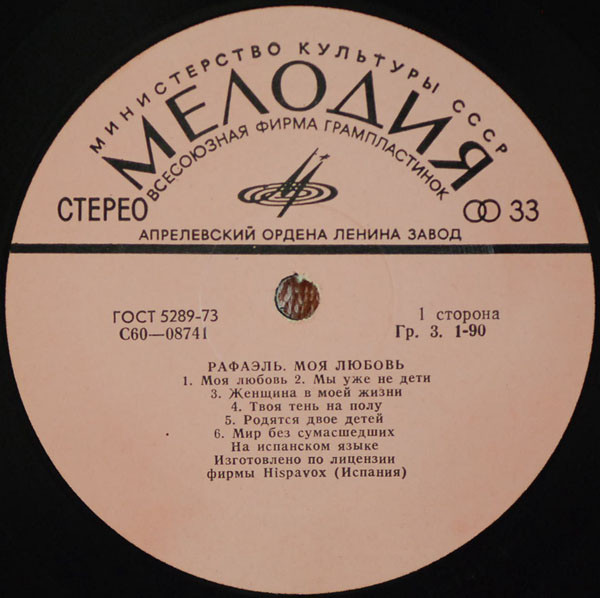 МИНИСТЕРСТВО КУЛЬТУРЫ СССР
МЕЛОДИЯ
ВСЕСОЮЗНАЯ ФИРМА ГРАМПЛАСТИНОК
СТЕРЕО
33
АПРЕЛЕВСКИЙ ОРДЕНА ЛЕНИНА ЗАВОД
ГОСТ 5289-73
С60—08741
1 сторона
Гр. 3. 1-90
РАФАЭЛЬ. МОЯ ЛЮБОВЬ
1. Моя любовь 2. Мы уже не дети
3. Женщина в моей жизни
4. Твоя тень на полу
5. Родятся двое детей
6. Мир без сумасшедших
На испанском языке
Изготовлено по лицензии
фирмы Hispavox (Испания)